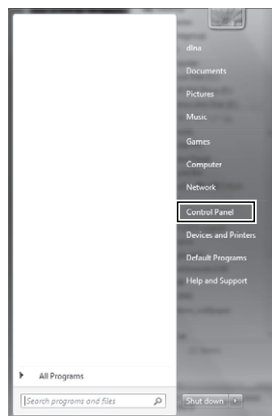 dlna
Documents
Pictures
Music
Games
Computer
Network
Control Panel
Devices and Printers
Default Programs
Help and Support
All Programs
Search programs and files
Shut down